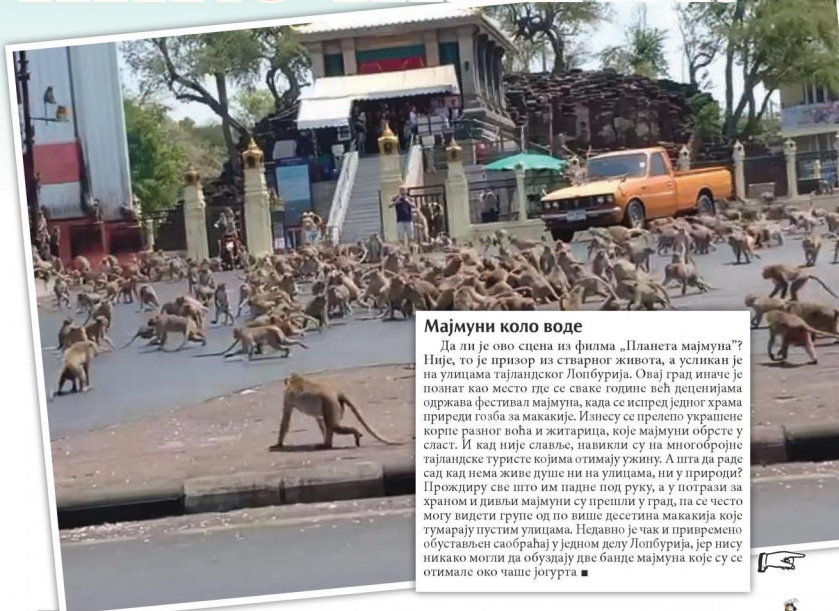 Мајмуни коло воде
Да ли је ово сцена из филма „Планета мајмуна”?
Није, то је призор из стварног живота, а усликан је
на улицама тајландског Лопбурија. Овај град иначе је
познат као место где се сваке године већ деценијама
одржава фестивал мајмуна, када се испред једног храма
приреди гозба за макакије. Изнесу се прелепо украшене
корпе разног воћа и житарица, које мајмуни обрсте у
сласт. И кад није славље, навикли су на многобројне
тајландске туристе којима отимају ужину. А шта да раде
сад кад нема живе душе ни на улицама, ни у природи?
Прождиру све што им падне под руку, а у потрази за
храном и дивљи мајмуни су прешли у град, па се често
могу видети групе од по више десетина макакија које
тумарају пустим улицама. Недавно је чак и привремено
обустављен саобраћај у једном делу Лопбурија, јер нису
никако могли да обуздају две банде мајмуна које су се
отимале око чаше јогурта ■